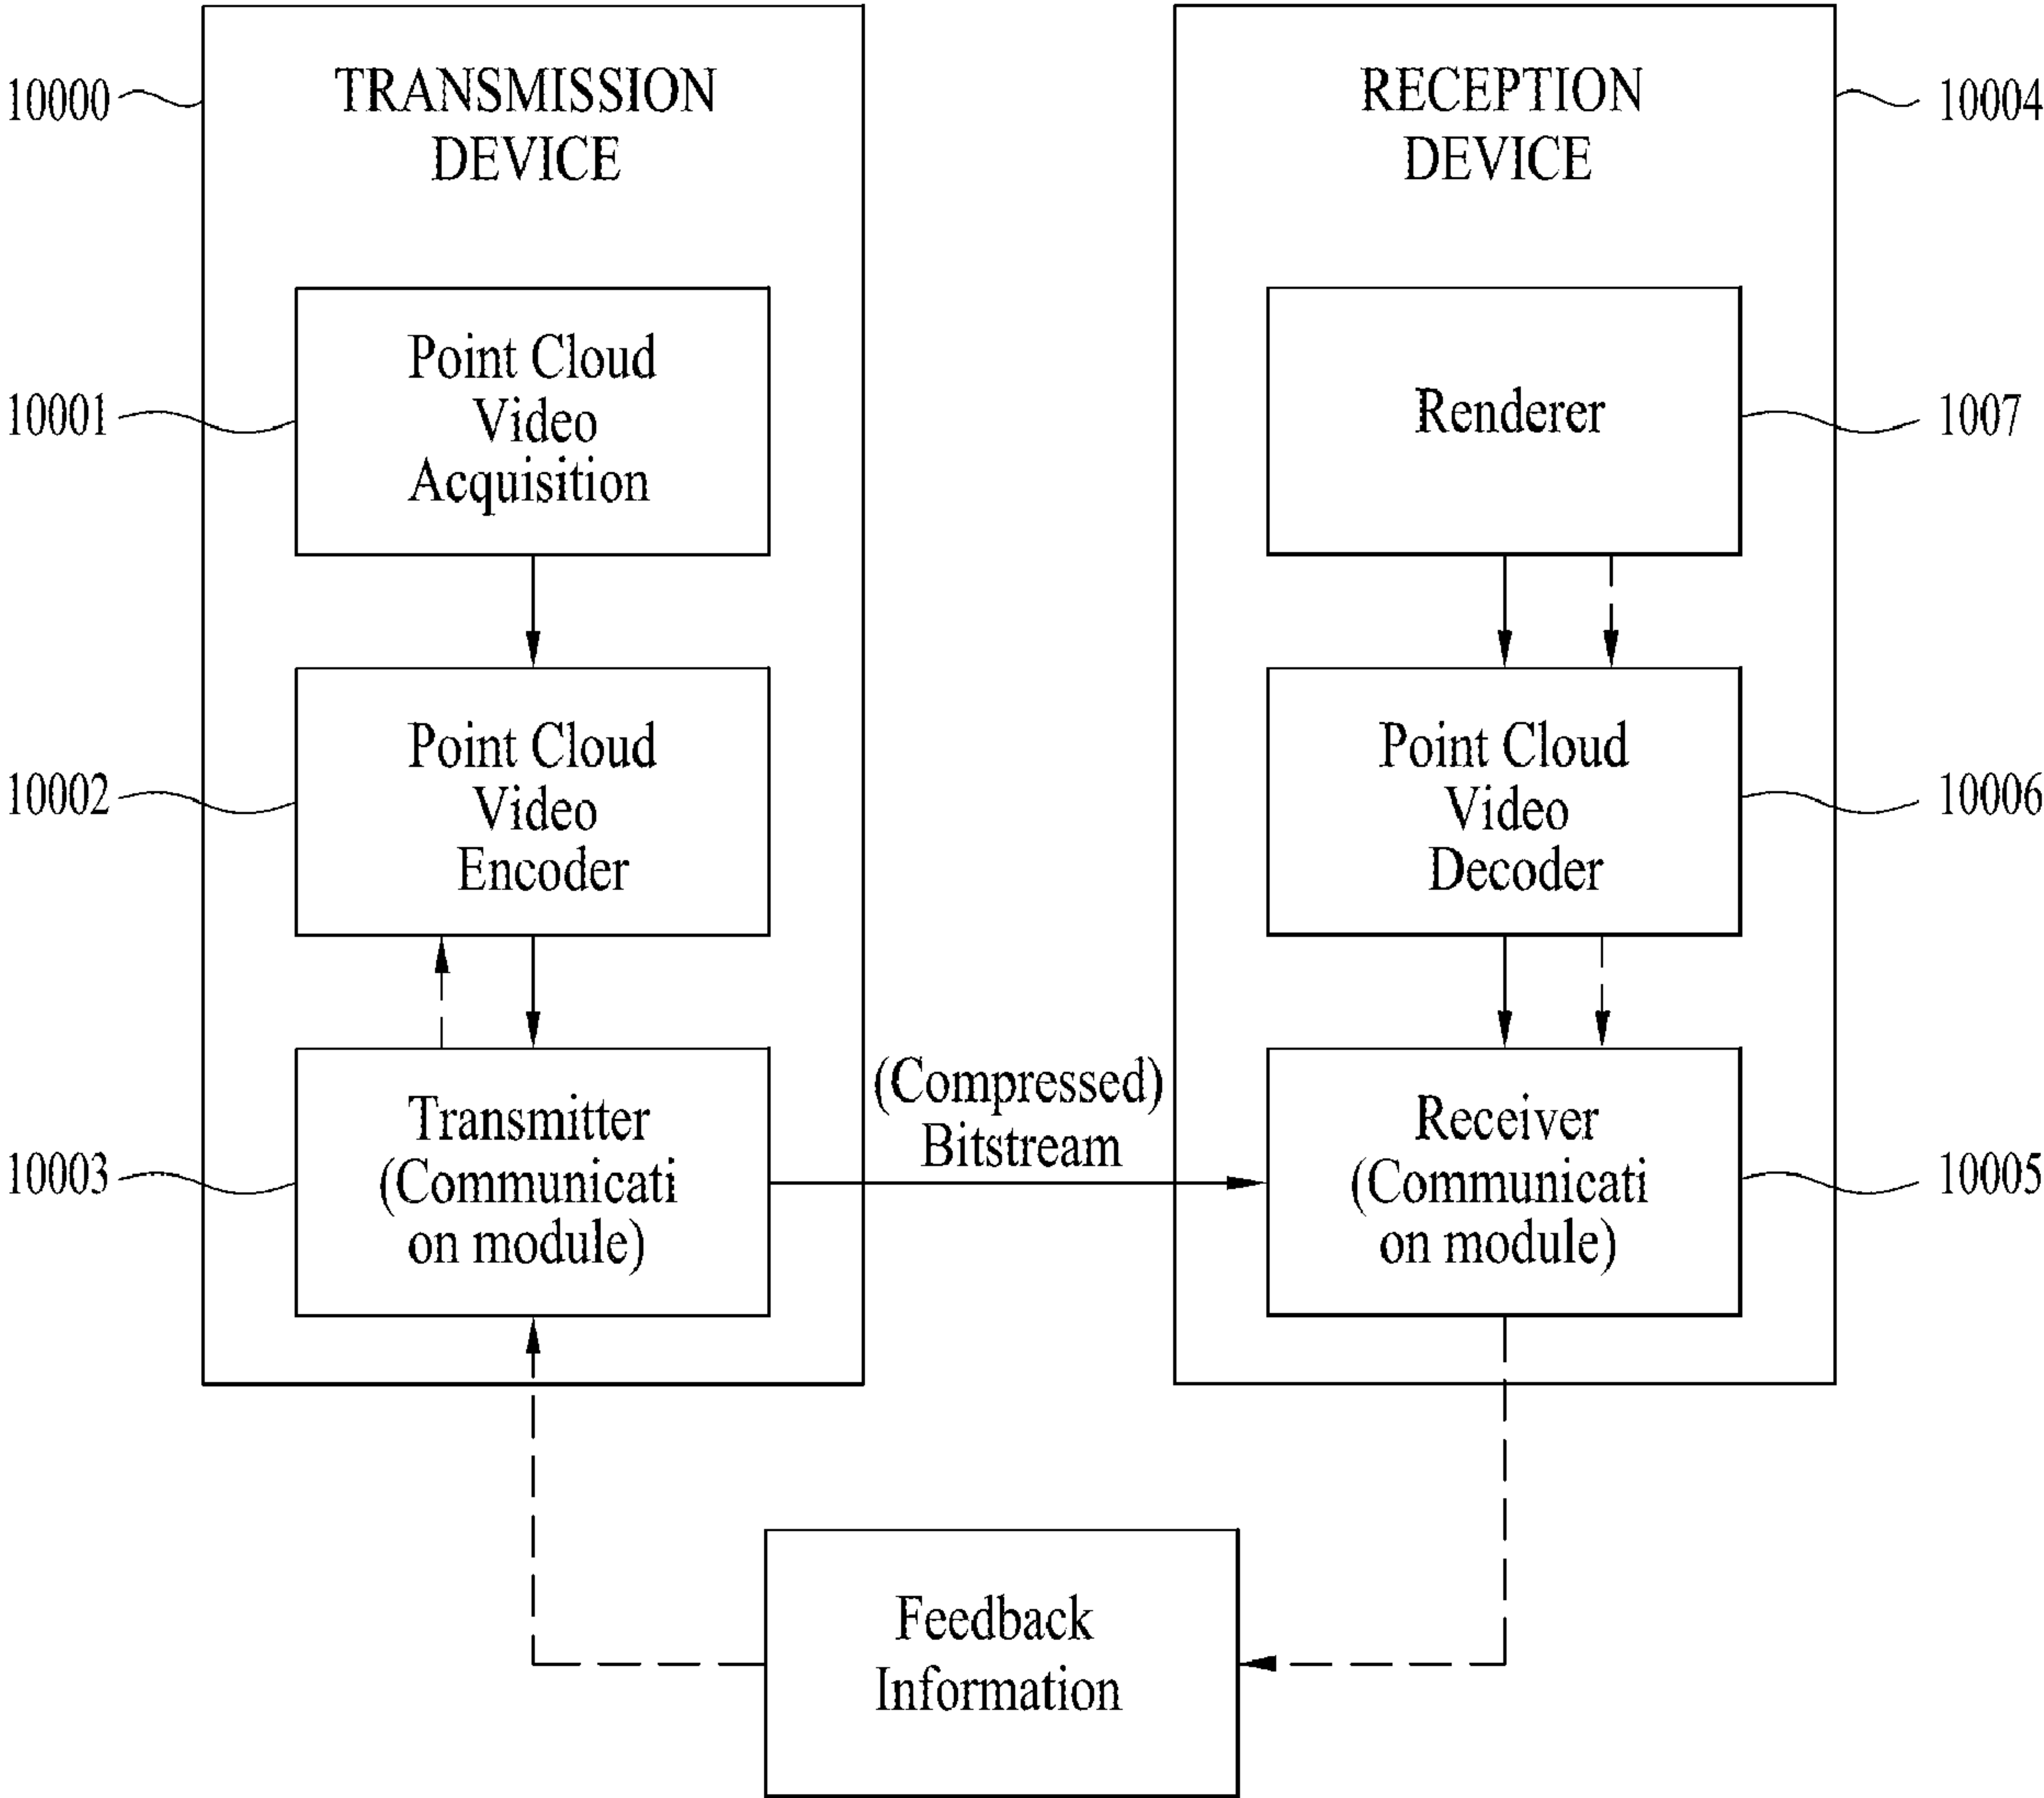 10000
TRANSMISSION
DEVICE
10001
Point Cloud
Video
Acquisition
10002
Point Cloud
Video
Encoder
10003
Transmitter
(Communicati
on module)
(Compressed)
Bitstream
RECEPTION
DEVICE
10004
Renderer
1007
Point Cloud
Video
Decoder
10006
Receiver
(Communicati
on module)
10005
Feedback
Information